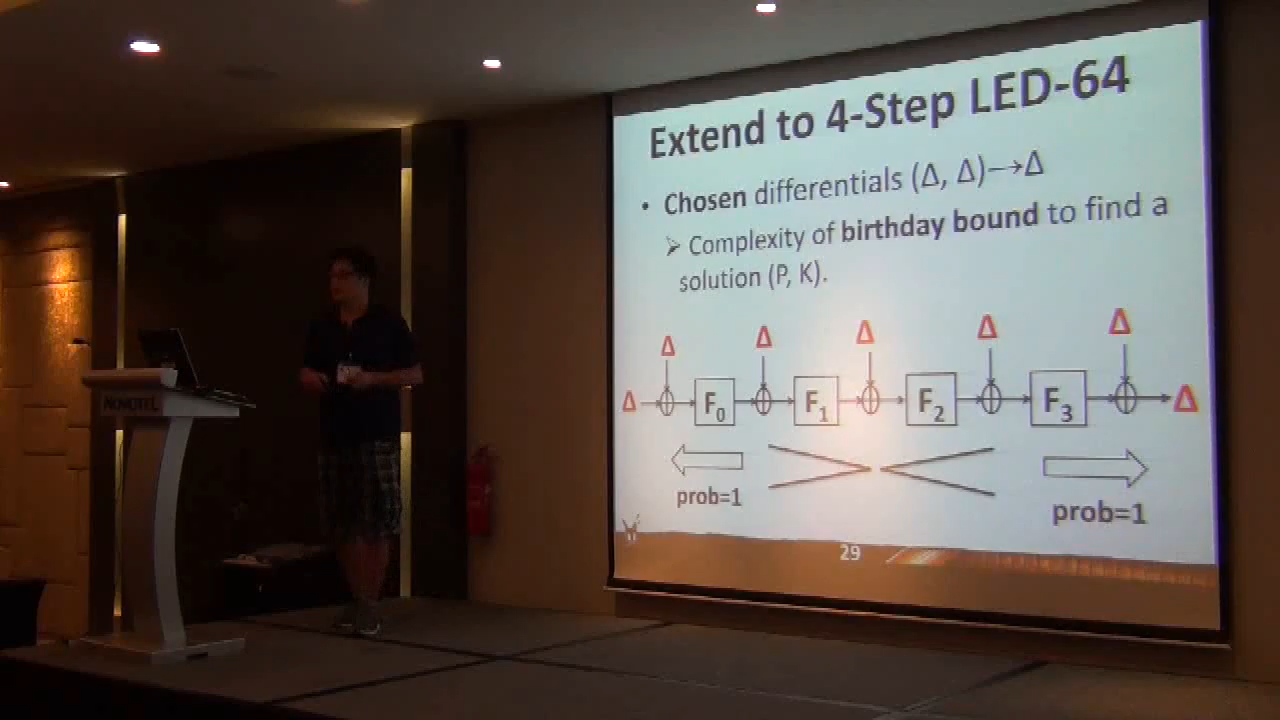 Extend to 4-Step LED-64
• Chosen differentials (Δ, Δ)→Δ
➢ Complexity of birthday bound to find a
solution (P, K).
Δ Δ Δ Δ Δ
Δ F0 F1 F2 F3 Δ
prob=1 prob=1
29
NOVOTEL